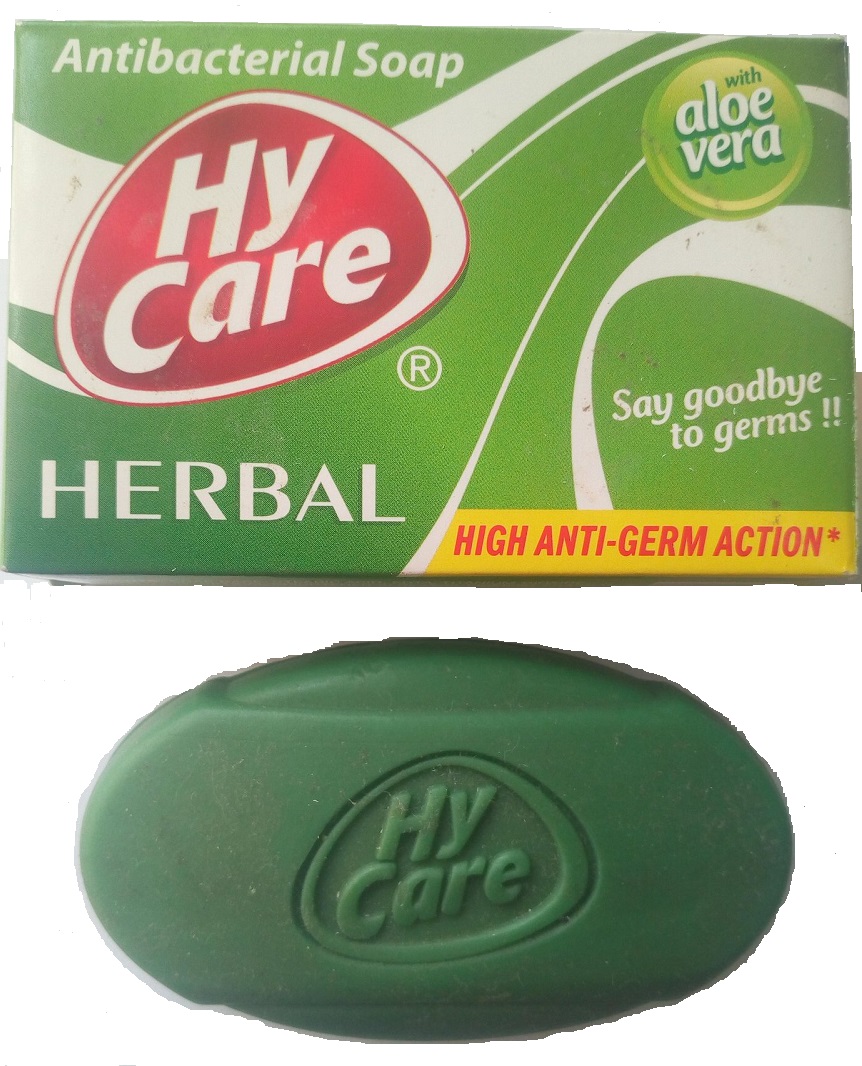 Antibacterial Soap
with
aloe
vera
Hy
Care
®
Say goodbye
to germs !!
HERBAL
HIGH ANTI-GERM ACTION*
Hy
Care